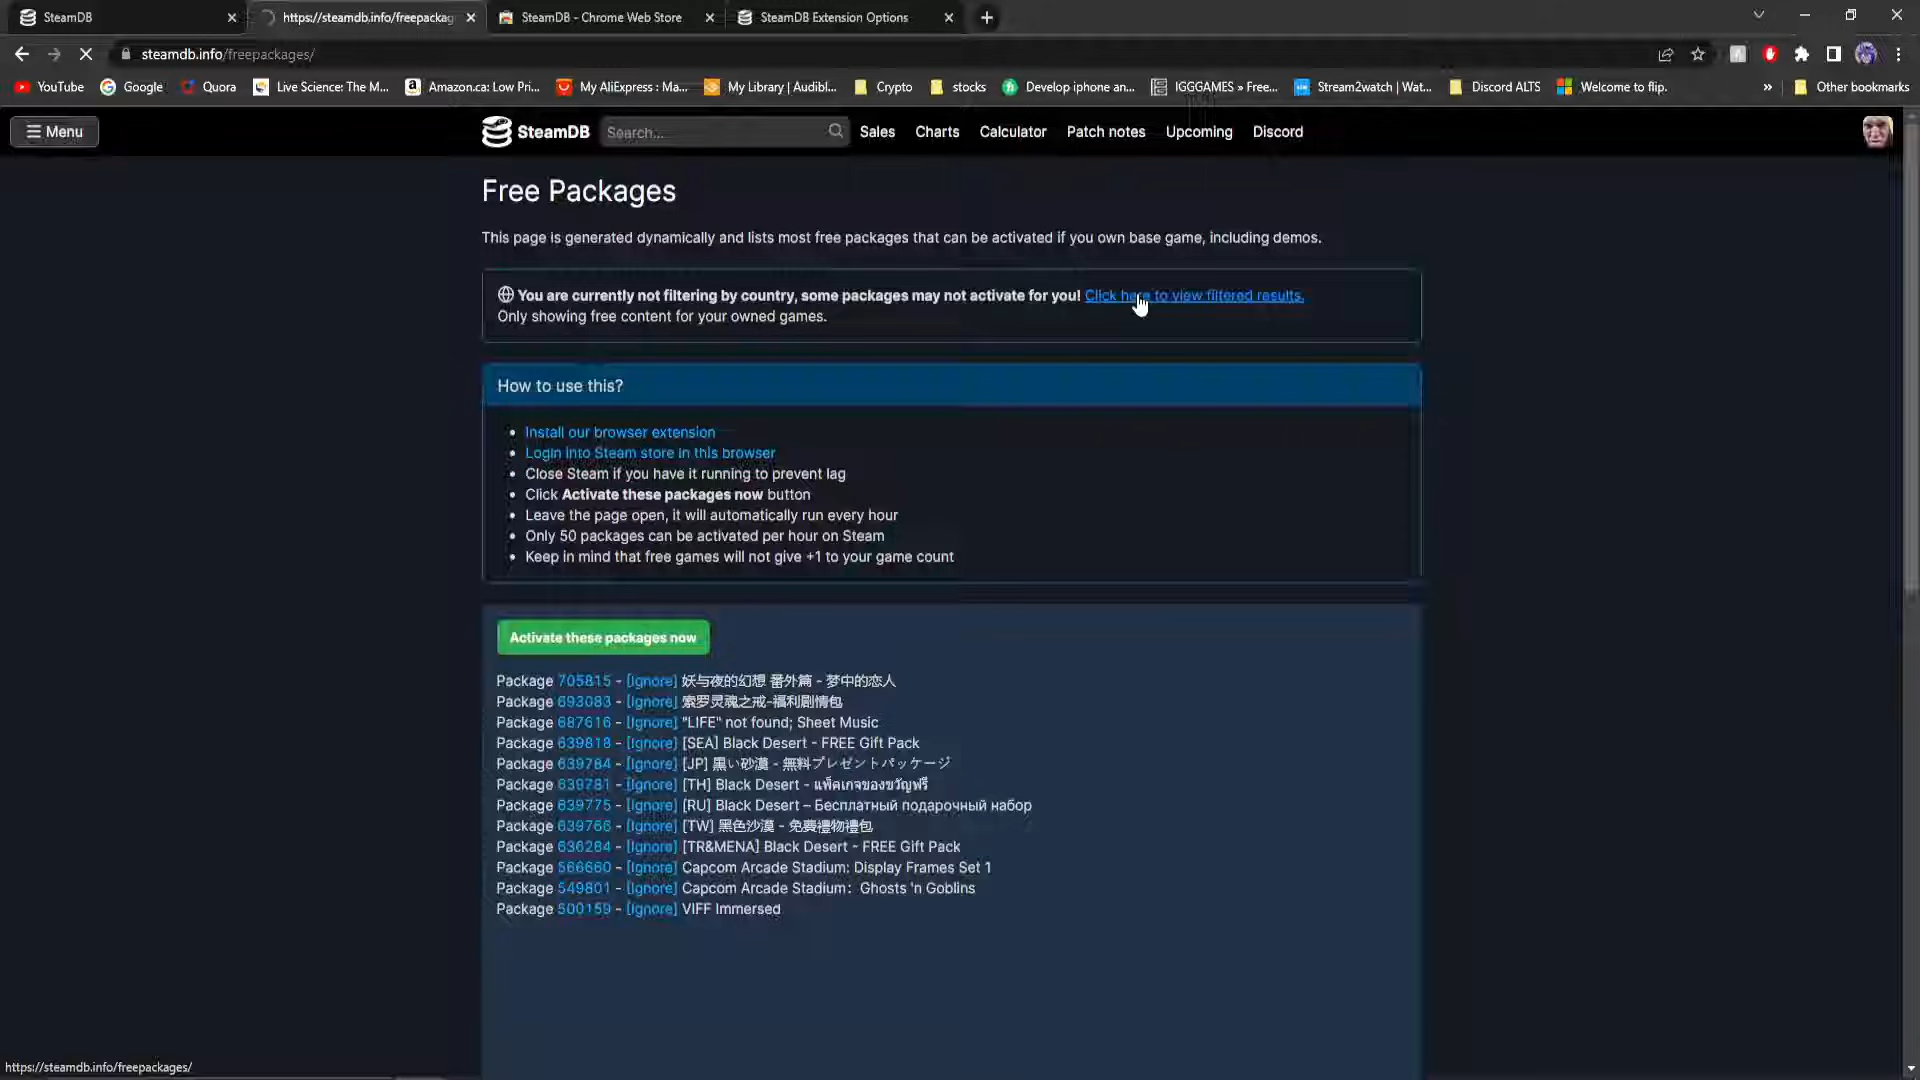 SteamDB
https://steamdb.info/freepackag
SteamDB - Chrome Web Store
SteamDB Extension Options
steamdb.info/freepackages/
YouTube
Google
Quora
Live Science: The M...
Amazon.ca: Low Pri...
My AliExpress : Ma...
My Library | Audibl...
Crypto
stocks
Develop iphone an...
IGGGAMES » Free...
Stream2watch | Wat...
Discord ALTS
Welcome to flip.
»
Other bookmarks
Menu
SteamDB
Search...
Sales
Charts
Calculator
Patch notes
Upcoming
Discord
Free Packages
This page is generated dynamically and lists most free packages that can be activated if you own base game, including demos.
You are currently not filtering by country, some packages may not activate for you! Click here to view filtered results.
Only showing free content for your owned games.
How to use this?
• Install our browser extension
• Login into Steam store in this browser
• Close Steam if you have it running to prevent lag
• Click Activate these packages now button
• Leave the page open, it will automatically run every hour
• Only 50 packages can be activated per hour on Steam
• Keep in mind that free games will not give +1 to your game count
Activate these packages now
Package 705815 - [Ignore] 妖与夜的幻想 番外篇 - 梦中的恋人
Package 693083 - [Ignore] 索罗灵魂之戒-福利剧情包
Package 687616 - [Ignore] "LIFE" not found; Sheet Music
Package 639818 - [Ignore] [SEA] Black Desert - FREE Gift Pack
Package 639784 - [Ignore] [JP] 黒い砂漠 - 無料プレゼントパッケージ
Package 639781 - [Ignore] [TH] Black Desert - แพ็คเกจของขวัญฟรี
Package 639775 - [Ignore] [RU] Black Desert – Бесплатный подарочный набор
Package 639766 - [Ignore] [TW] 黑色沙漠 - 免費禮物禮包
Package 636284 - [Ignore] [TR&MENA] Black Desert - FREE Gift Pack
Package 566660 - [Ignore] Capcom Arcade Stadium: Display Frames Set 1
Package 549801 - [Ignore] Capcom Arcade Stadium：Ghosts 'n Goblins
Package 500159 - [Ignore] VIFF Immersed
https://steamdb.info/freepackages/